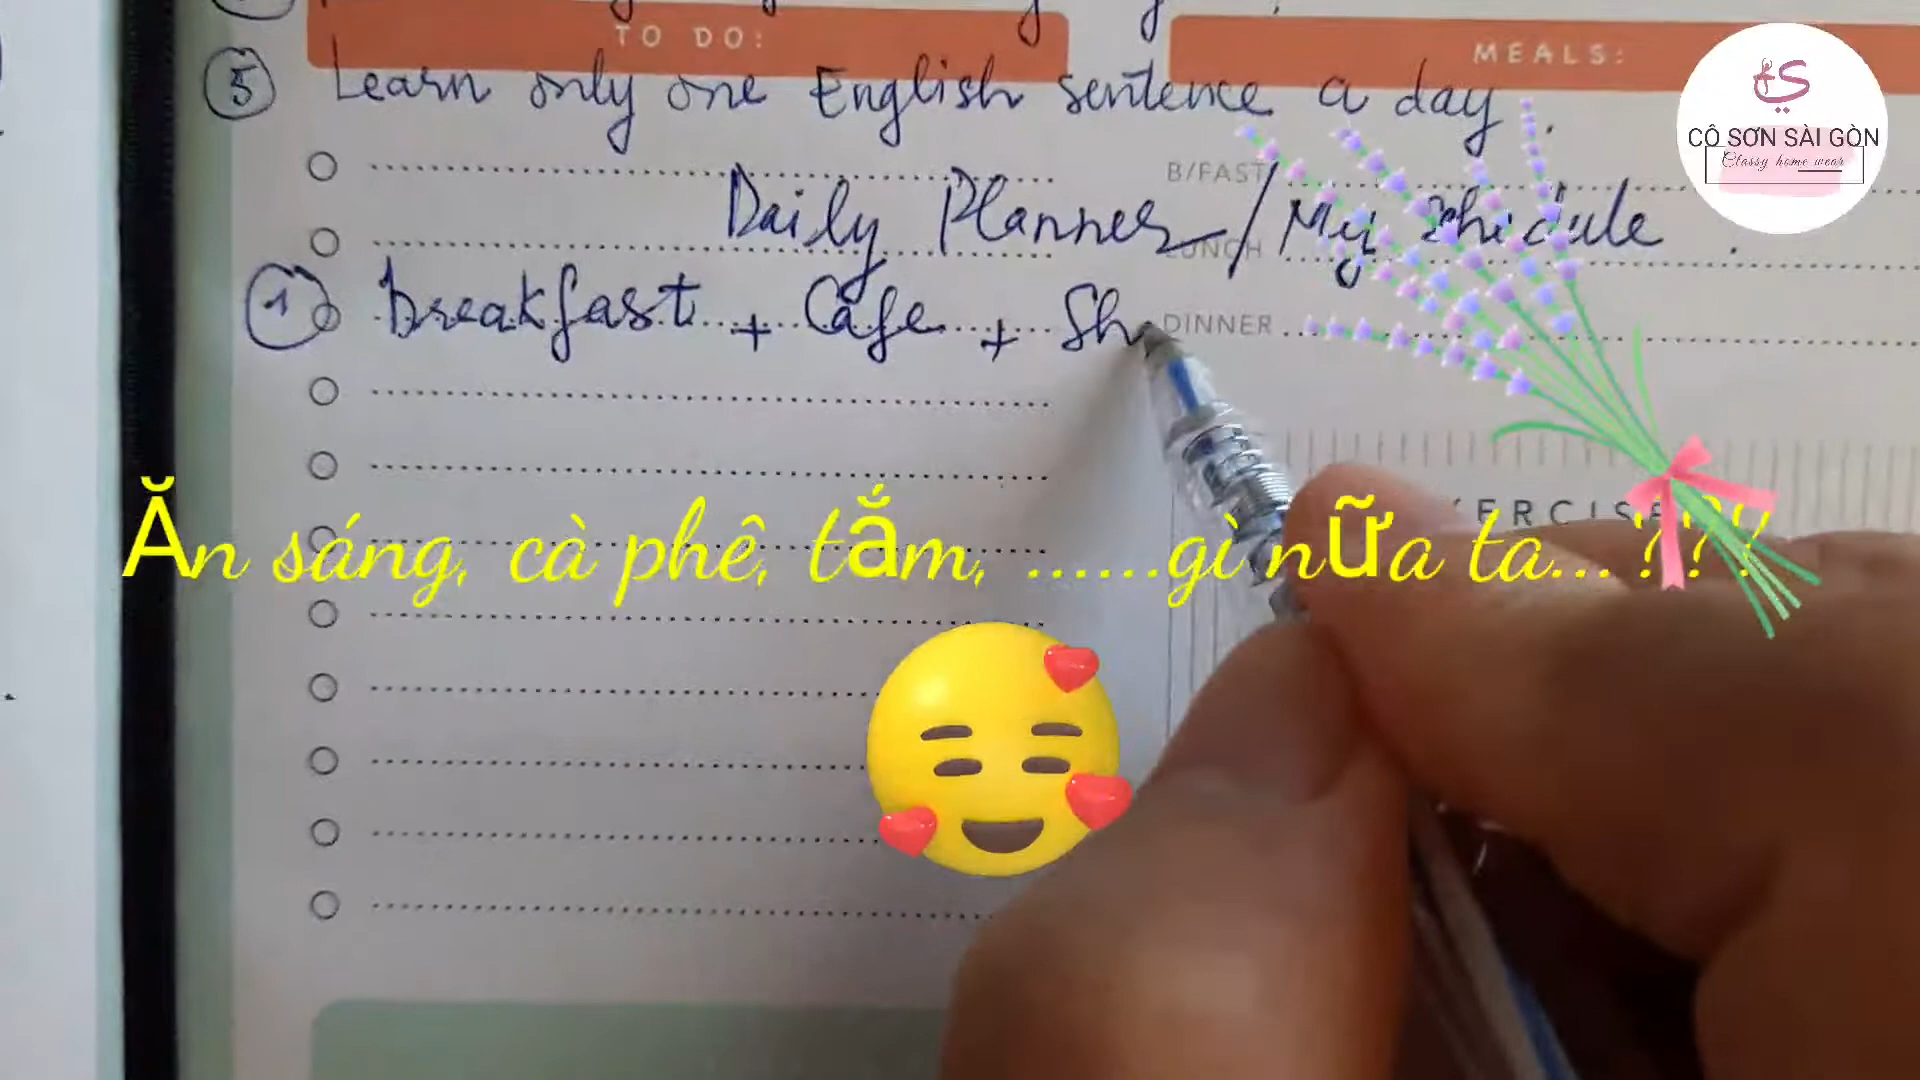 TO DO:
MEALS:
5 Learn only one English sentence a day.
CÔ SƠN SÀI GÒN
Classy home wear
B/FAST
Daily Planner / My Schidule.
LUNCH
1 breakfast + Cafe + Sh
DINNER
Ăn sáng, cà phê, tắm, ......gì nữa ta...???